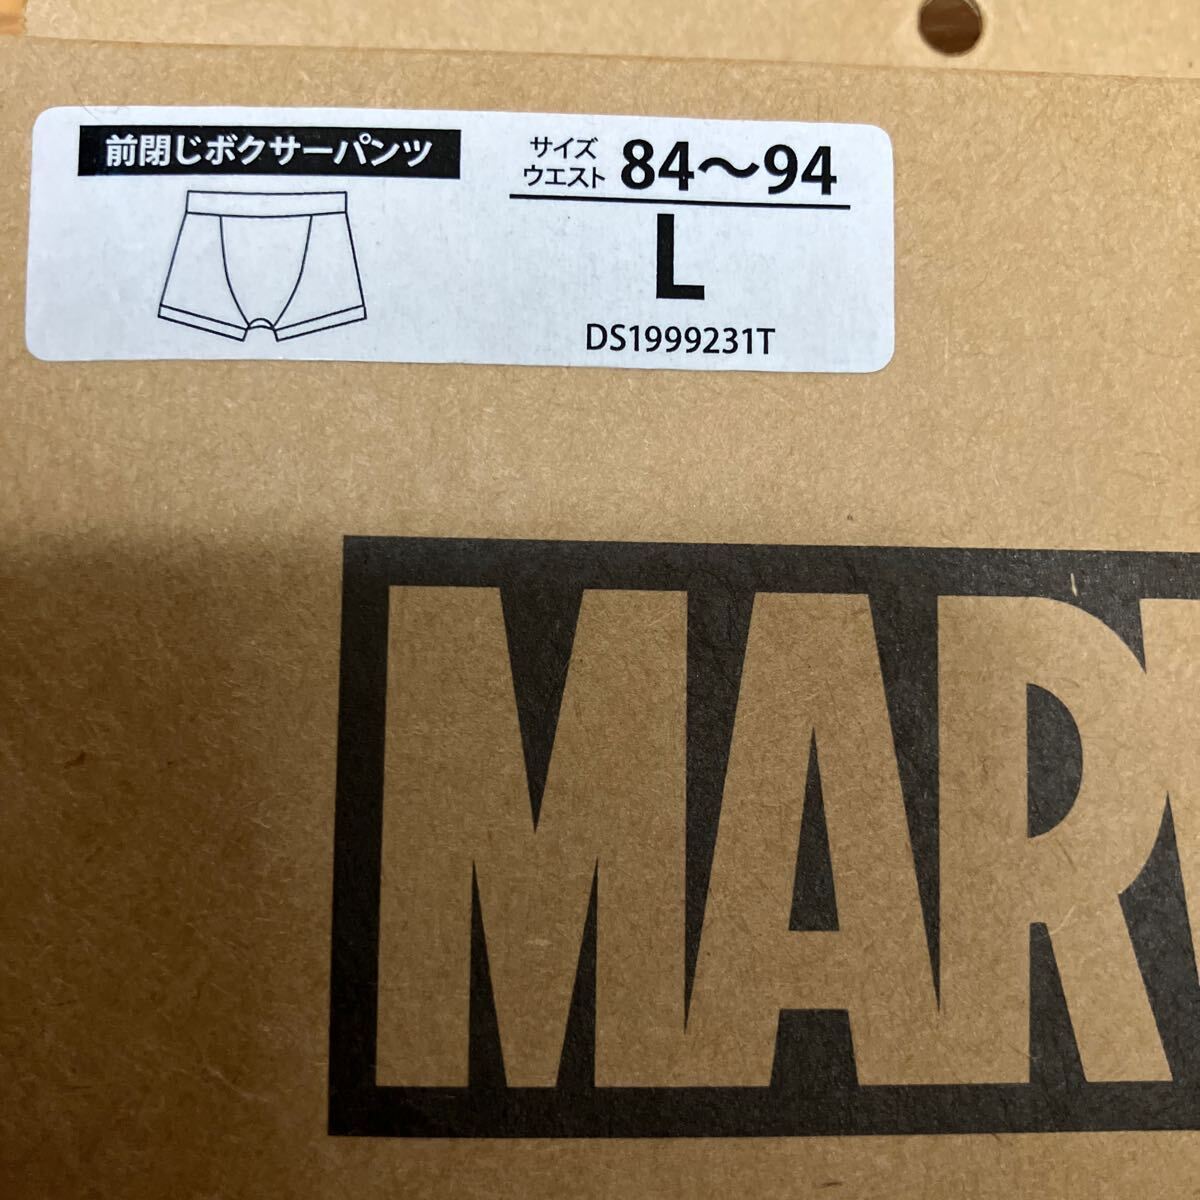 前閉じボクサーパンツ
サイズ
ウエスト 84～94
L
DS1999231T
MAR